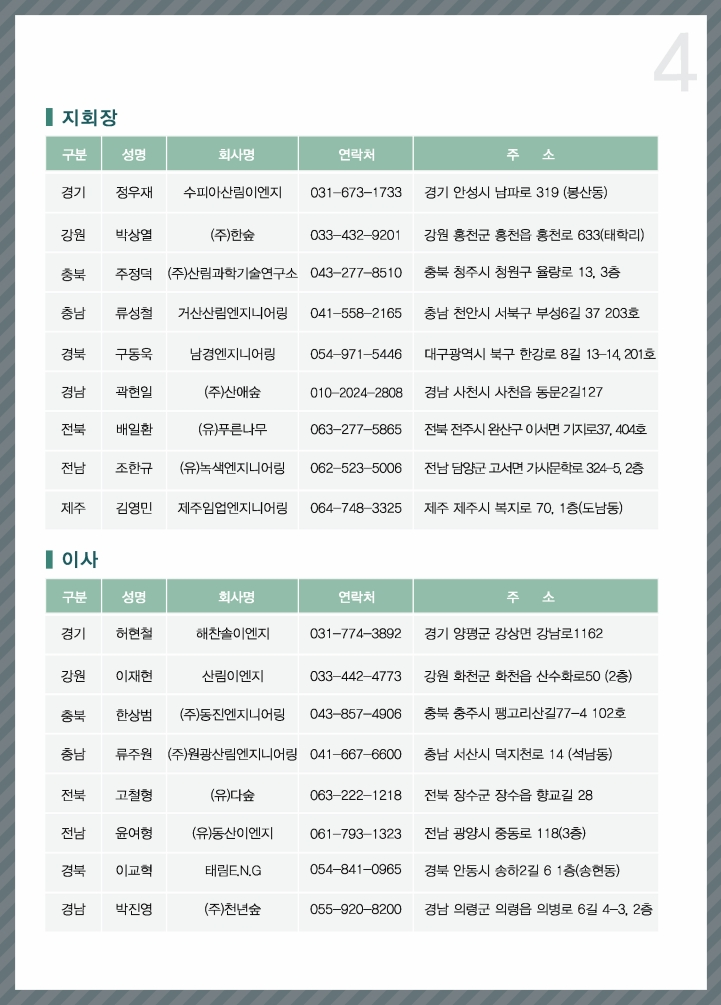 4
지회장
구분 성명 회사명 연락처 주 소
경기 정우재 수피아산림이엔지 031-673-1733 경기 안성시 남파로 319 (봉산동)
강원 박상열 (주)한숲 033-432-9201 강원 홍천군 홍천읍 홍천로 633(태학리)
충북 주정덕 (주)산림과학기술연구소 043-277-8510 충북 청주시 청원구 율랑로 13, 3층
충남 류성철 거산산림엔지니어링 041-558-2165 충남 천안시 서북구 부성6길 37 203호
경북 구동욱 남경엔지니어링 054-971-5446 대구광역시 북구 한강로 8길 13-14, 201호
경남 곽현일 (주)산애숲 010-2024-2808 경남 사천시 사천읍 동문2길127
전북 배일환 (유)푸른나무 063-277-5865 전북 전주시 완산구 이서면 기지로37, 404호
전남 조한규 (유)녹색엔지니어링 062-523-5006 전남 담양군 고서면 가사문학로 324-5, 2층
제주 김영민 제주임업엔지니어링 064-748-3325 제주 제주시 복지로 70, 1층(도남동)
이사
구분 성명 회사명 연락처 주 소
경기 허현철 해찬솔이엔지 031-774-3892 경기 양평군 강상면 강남로1162
강원 이재현 산림이엔지 033-442-4773 강원 화천군 화천읍 산수화로50 (2층)
충북 한상범 (주)동진엔지니어링 043-857-4906 충북 충주시 팽고리산길77-4 102호
충남 류주원 (주)원광산림엔지니어링 041-667-6600 충남 서산시 덕지천로 14 (석남동)
전북 고철형 (유)다숲 063-222-1218 전북 장수군 장수읍 향교길 28
전남 윤여형 (유)동산이엔지 061-793-1323 전남 광양시 중동로 118(3층)
경북 이교혁 태림E.N.G 054-841-0965 경북 안동시 송하2길 6 1층(송현동)
경남 박진영 (주)천년숲 055-920-8200 경남 의령군 의령읍 의병로 6길 4-3, 2층